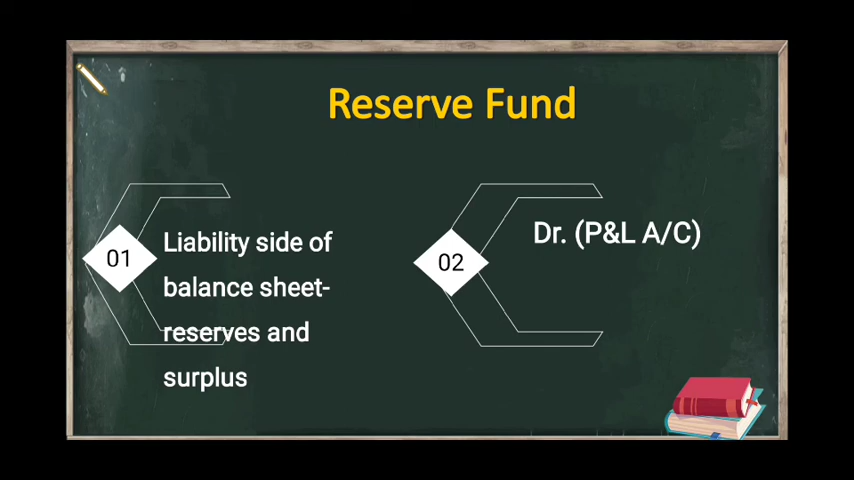 Reserve Fund
01
Liability side of
balance sheet-
reserves and
surplus
02
Dr. (P&L A/C)